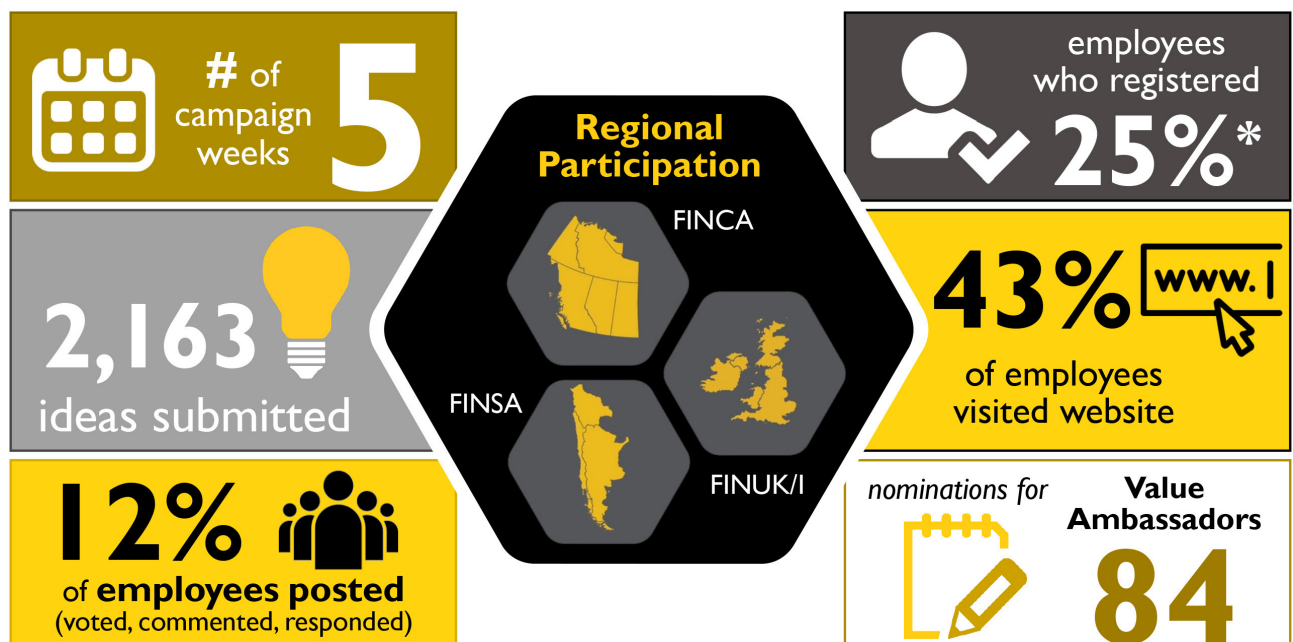 # of
campaign
weeks
5
2,163
ideas submitted
12%
of employees posted
(voted, commented, responded)
Regional
Participation
FINCA
FINSA
FINUK/I
employees
who registered
25%*
43%
www.
of employees
visited website
nominations for
Value
Ambassadors
84